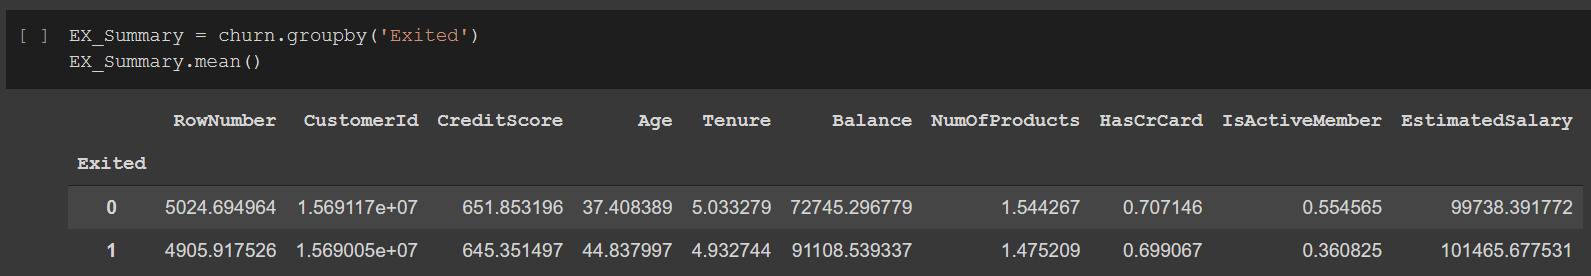 [ ] EX_Summary = churn.groupby('Exited')
EX_Summary.mean()
RowNumber CustomerId CreditScore Age Tenure Balance NumOfProducts HasCrCard IsActiveMember EstimatedSalary
Exited
0 5024.694964 1.569117e+07 651.853196 37.408389 5.033279 72745.296779 1.544267 0.707146 0.554565 99738.391772
1 4905.917526 1.569005e+07 645.351497 44.837997 4.932744 91108.539337 1.475209 0.699067 0.360825 101465.677531